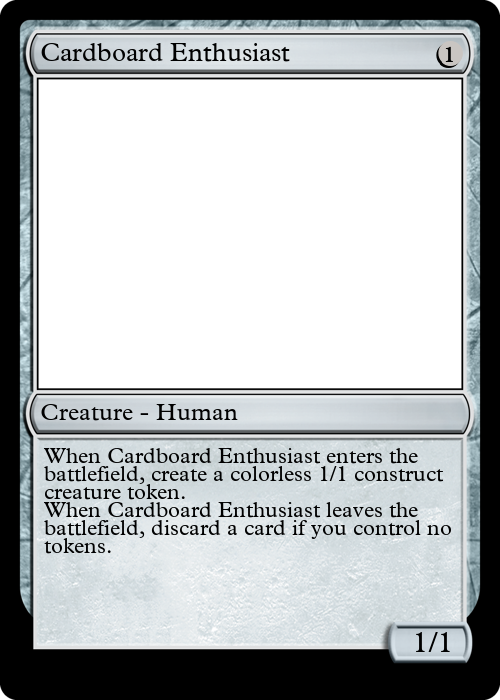 Cardboard Enthusiast 1
Creature - Human
When Cardboard Enthusiast enters the
battlefield, create a colorless 1/1 construct
creature token.
When Cardboard Enthusiast leaves the
battlefield, discard a card if you control no
tokens.
1/1